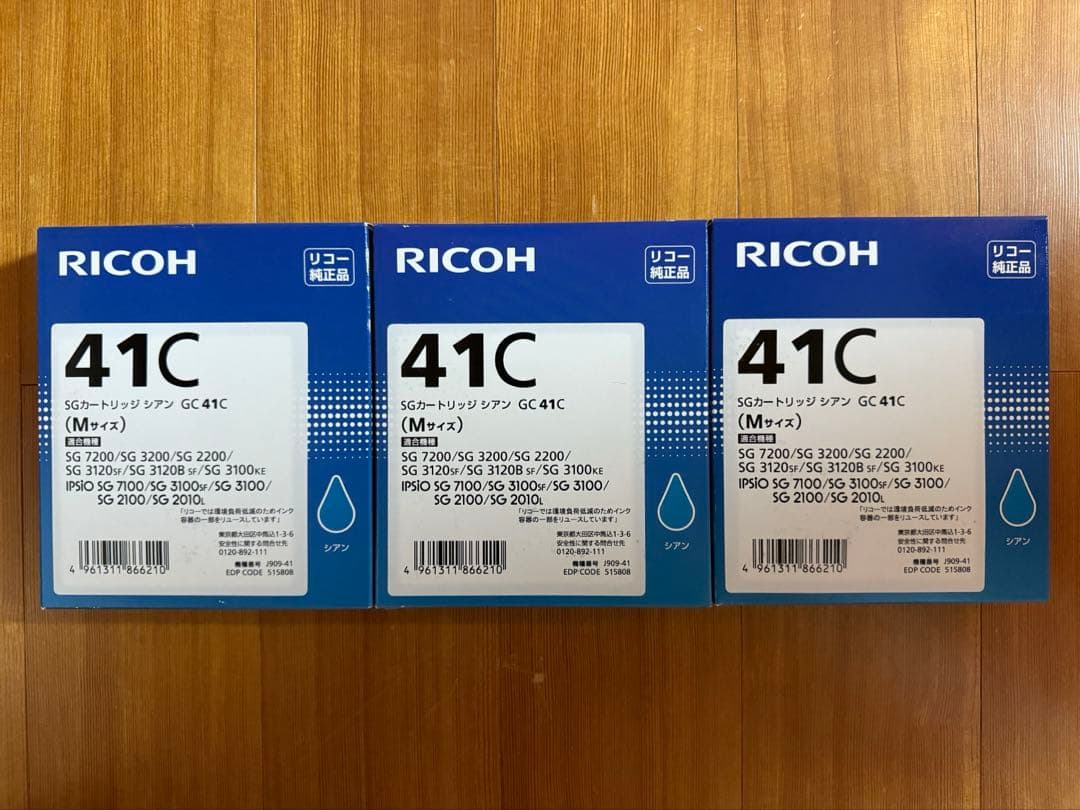 RICOH
リコー
純正品
41C
SGカートリッジ シアン GC 41C
(Mサイズ)
適合機種
SG 7200/SG 3200/SG 2200/
SG 3120SF/SG 3120B SF/SG 3100KE
IPSiO SG 7100/SG 3100SF/SG 3100/
SG 2100/SG 2010L
「リコーでは環境負荷低減のためインク
容器の一部をリユースしています」
シアン
東京都大田区中馬込1-3-6
安全性に関する問合せ先
0120-892-111
4 961311 866210
機種番号 J909-41
EDP CODE 515808
RICOH
リコー
純正品
41C
SGカートリッジ シアン GC 41C
(Mサイズ)
適合機種
SG 7200/SG 3200/SG 2200/
SG 3120SF/SG 3120B SF/SG 3100KE
IPSiO SG 7100/SG 3100SF/SG 3100/
SG 2100/SG 2010L
「リコーでは環境負荷低減のためインク
容器の一部をリユースしています」
シアン
東京都大田区中馬込1-3-6
安全性に関する問合せ先
0120-892-111
4 961311 866210
機種番号 J909-41
EDP CODE 515808
RICOH
リコー
純正品
41C
SGカートリッジ シアン GC 41C
(Mサイズ)
適合機種
SG 7200/SG 3200/SG 2200/
SG 3120SF/SG 3120B SF/SG 3100KE
IPSiO SG 7100/SG 3100SF/SG 3100/
SG 2100/SG 2010L
「リコーでは環境負荷低減のためインク
容器の一部をリユースしています」
シアン
東京都大田区中馬込1-3-6
安全性に関する問合せ先
0120-892-111
4 961311 866210
機種番号 J909-41
EDP CODE 515808